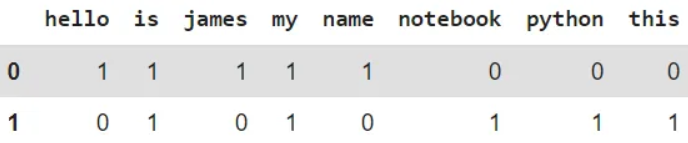 hello is james my name notebook python this
0 1 1 1 1 1 0 0 0
1 0 1 0 1 0 1 1 1